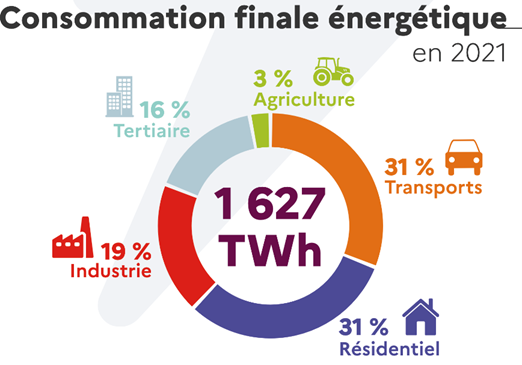 Consommation finale énergétique
en 2021
3 %
Agriculture
16 %
Tertiaire
31 %
Transports
1 627
TWh
19 %
Industrie
31 %
Résidentiel